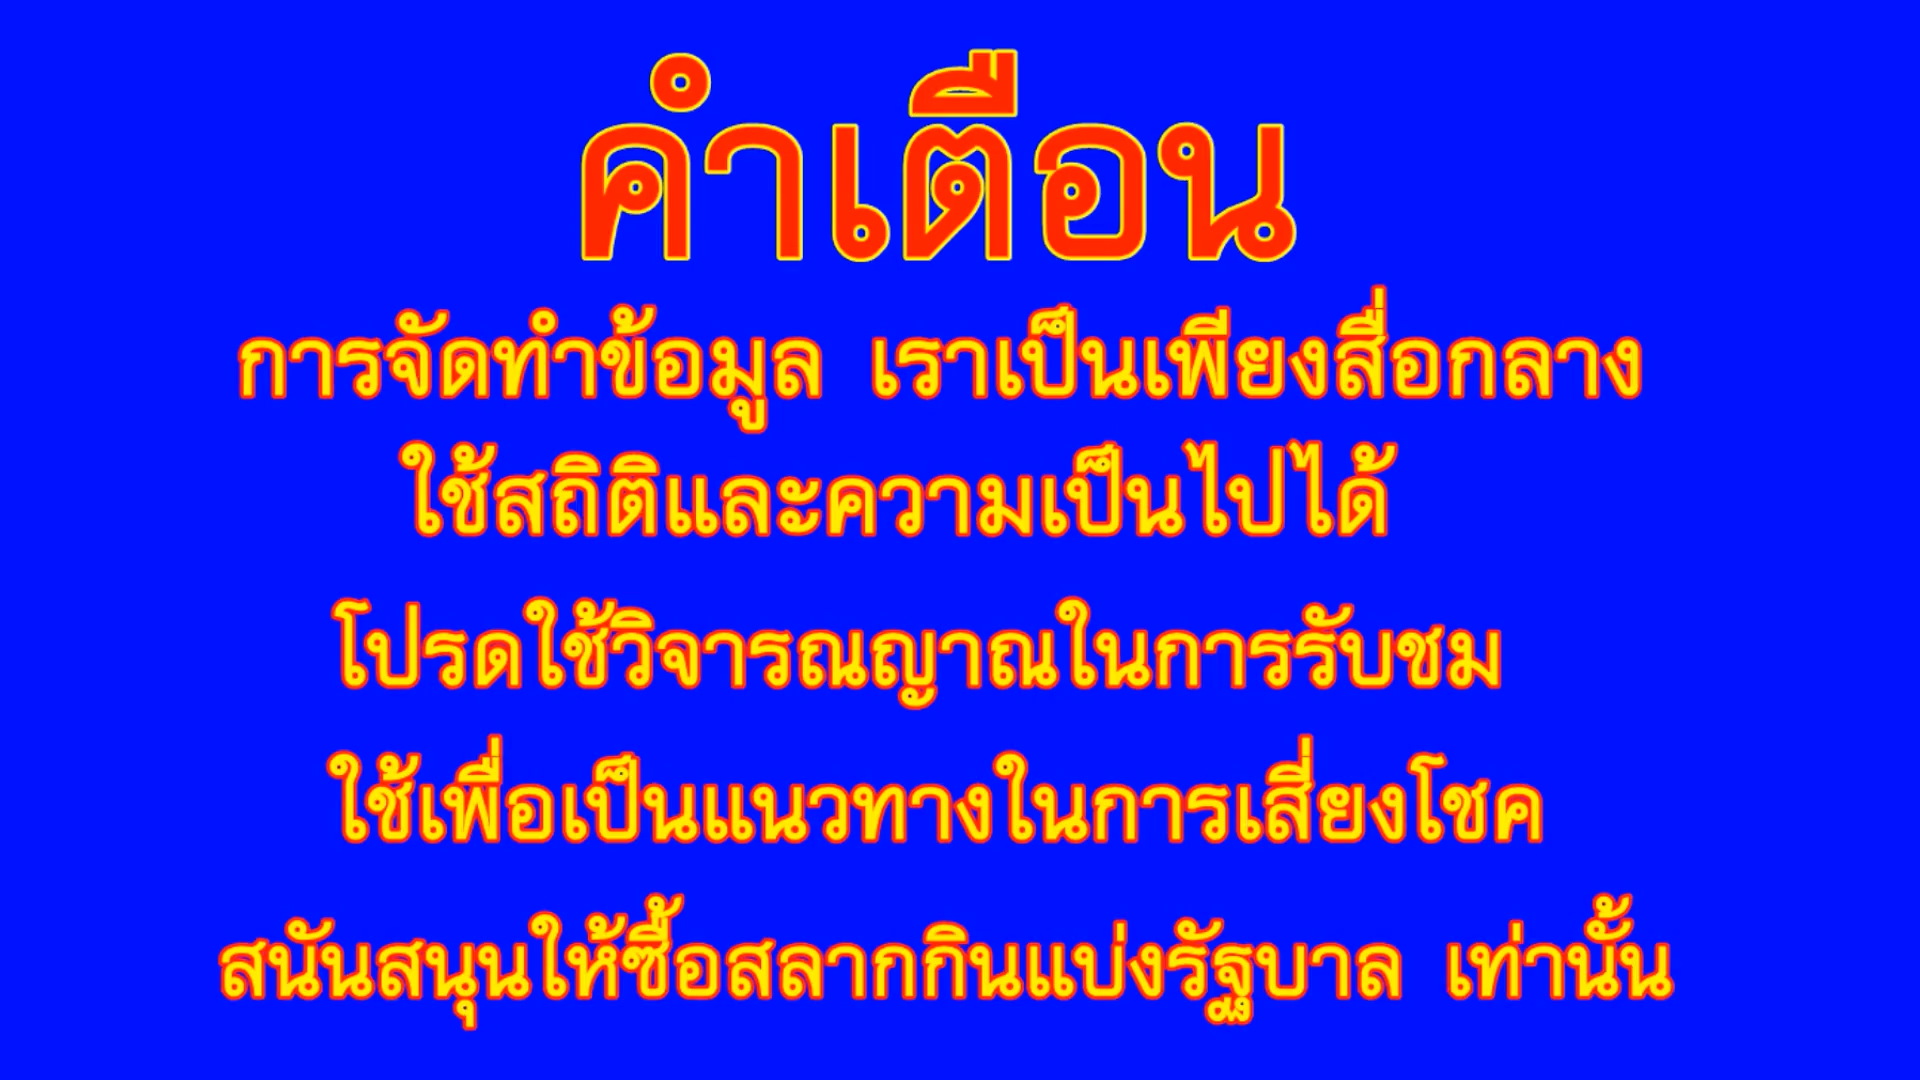 คำเตือน
การจัดทำข้อมูล เราเป็นเพียงสื่อกลาง
ใช้สถิติและความเป็นไปได้
โปรดใช้วิจารณญาณในการรับชม
ใช้เพื่อเป็นแนวทางในการเสี่ยงโชค
สนันสนุนให้ซื้อสลากกินแบ่งรัฐบาล เท่านั้น